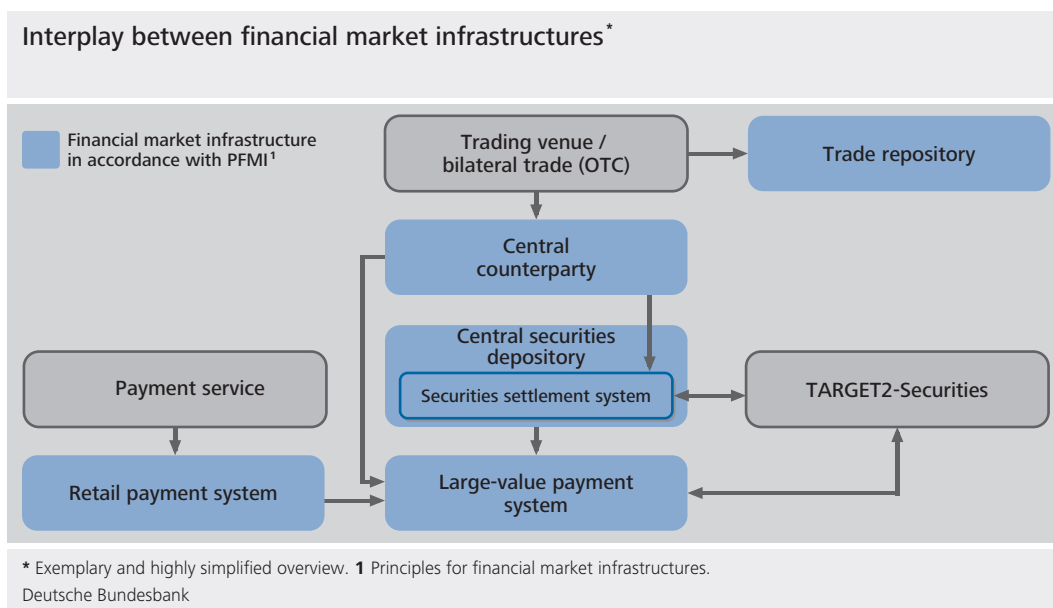 Interplay between financial market infrastructures*
Financial market infrastructure
in accordance with PFMI¹
Trading venue /
bilateral trade (OTC)
Trade repository
Central
counterparty
Central securities
depository
Securities settlement system
Payment service
TARGET2-Securities
Retail payment system
Large-value payment
system
* Exemplary and highly simplified overview. 1 Principles for financial market infrastructures.
Deutsche Bundesbank